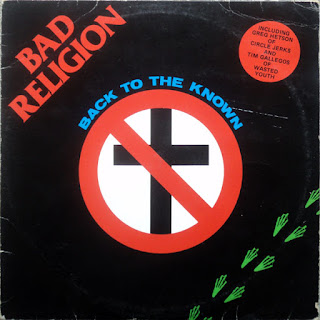 BAD
RELIGION
BACK TO THE KNOWN
INCLUDING
GREG HETSON
OF
CIRCLE JERKS
AND
TIM GALLEGOS
OF
WASTED
YOUTH